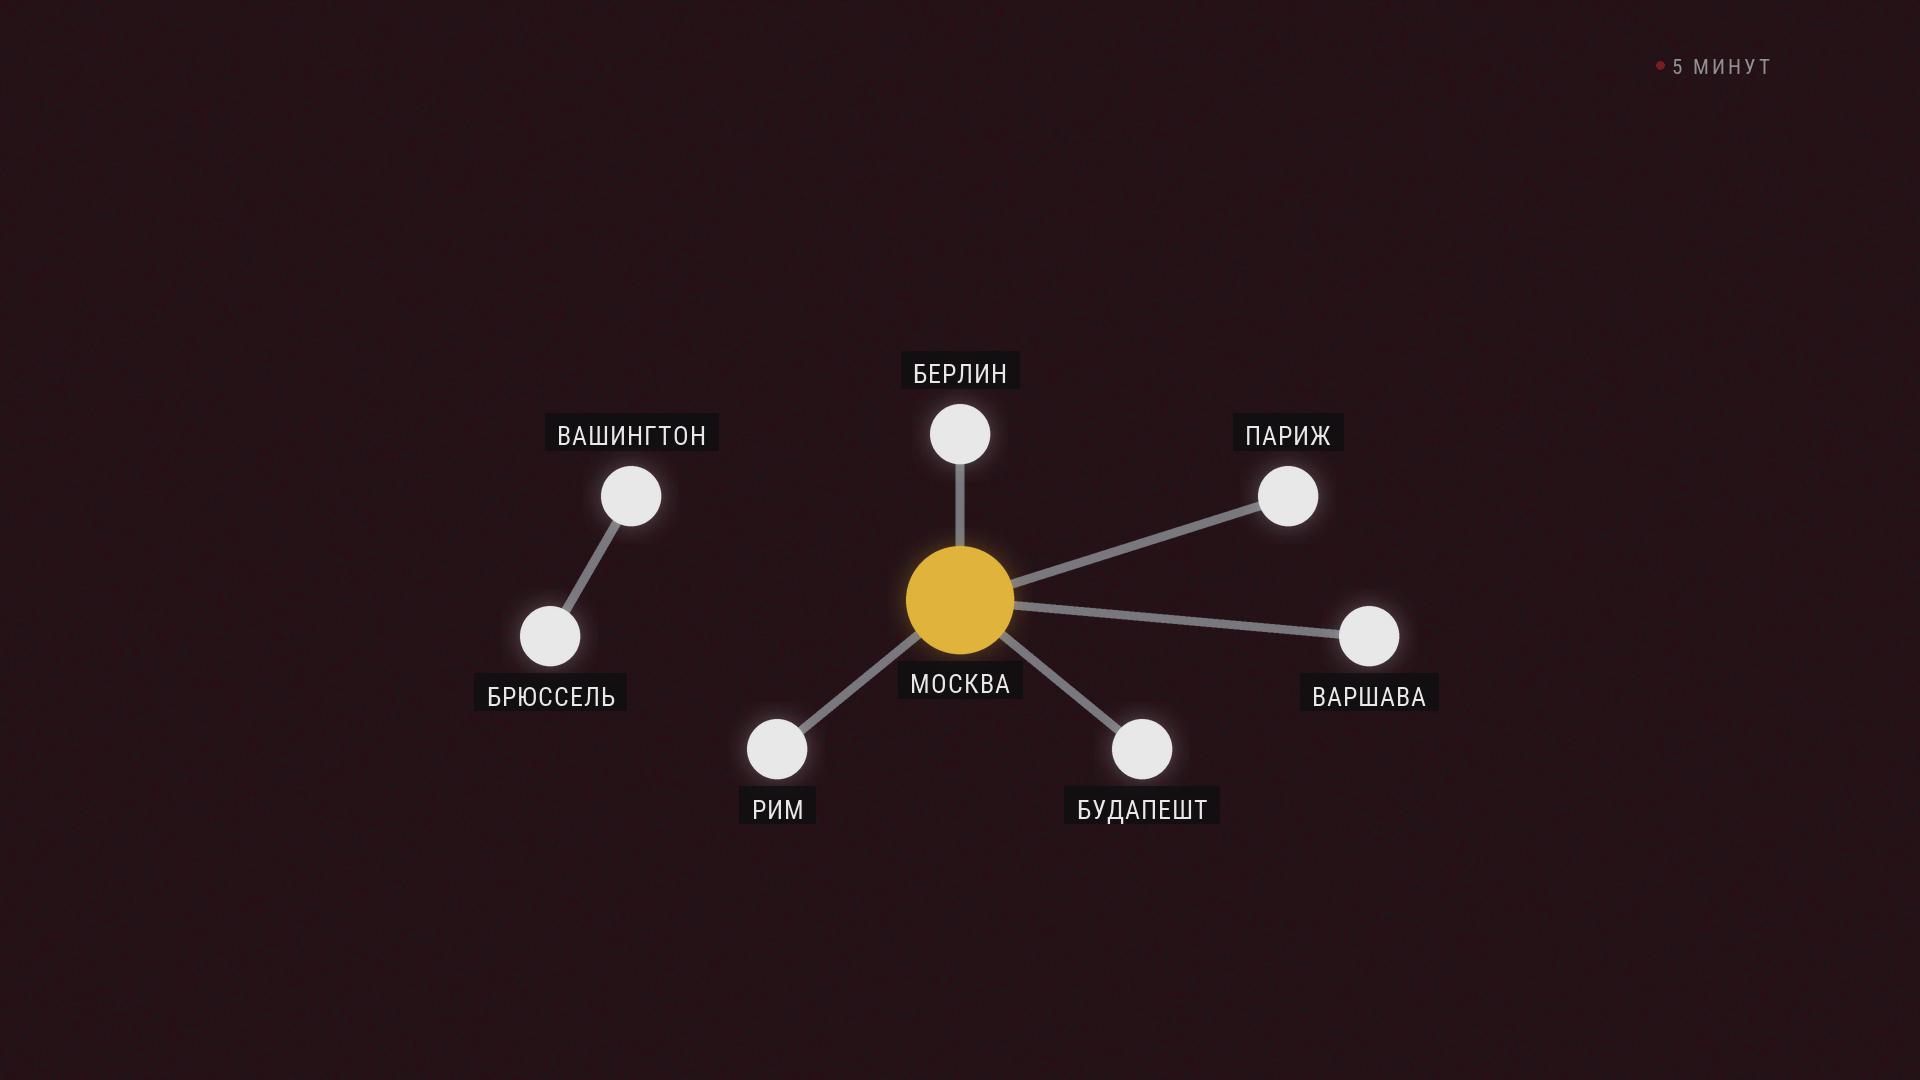 5 МИНУТ
БЕРЛИН
ВАШИНГТОН
ПАРИЖ
МОСКВА
БРЮССЕЛЬ
ВАРШАВА
РИМ
БУДАПЕШТ